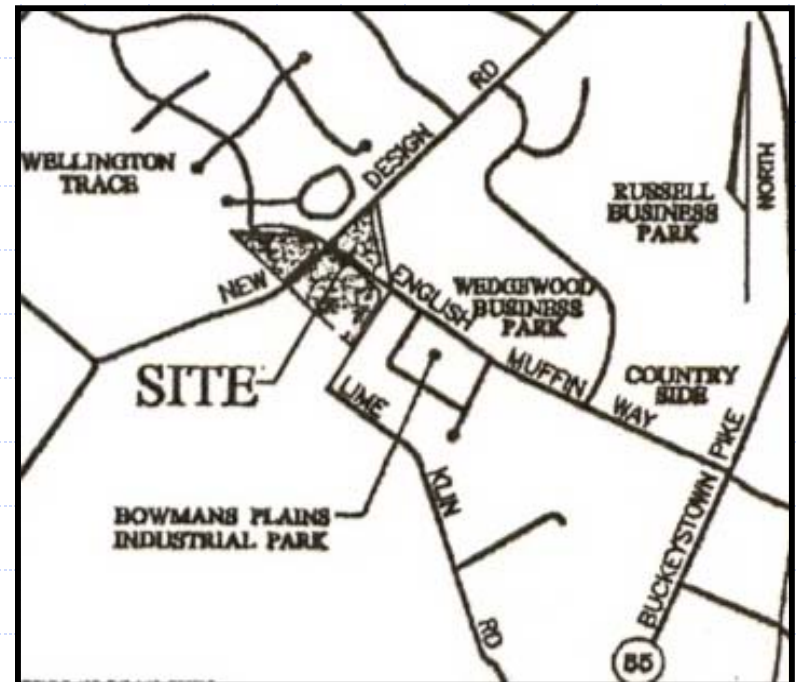 RD
DESIGN
NORTH
WELLINGTON
TRACE
RUSSELL
BUSINESS
PARK
NEW
ENGLISH
WEDGEWOOD
BUSINESS
PARK
SITE
MUFFIN
COUNTRY
SIDE
LIME
WAY
PIKE
KLIN
BOWMANS PLAINS
INDUSTRIAL PARK
BUCKEYSTOWN
RD
85